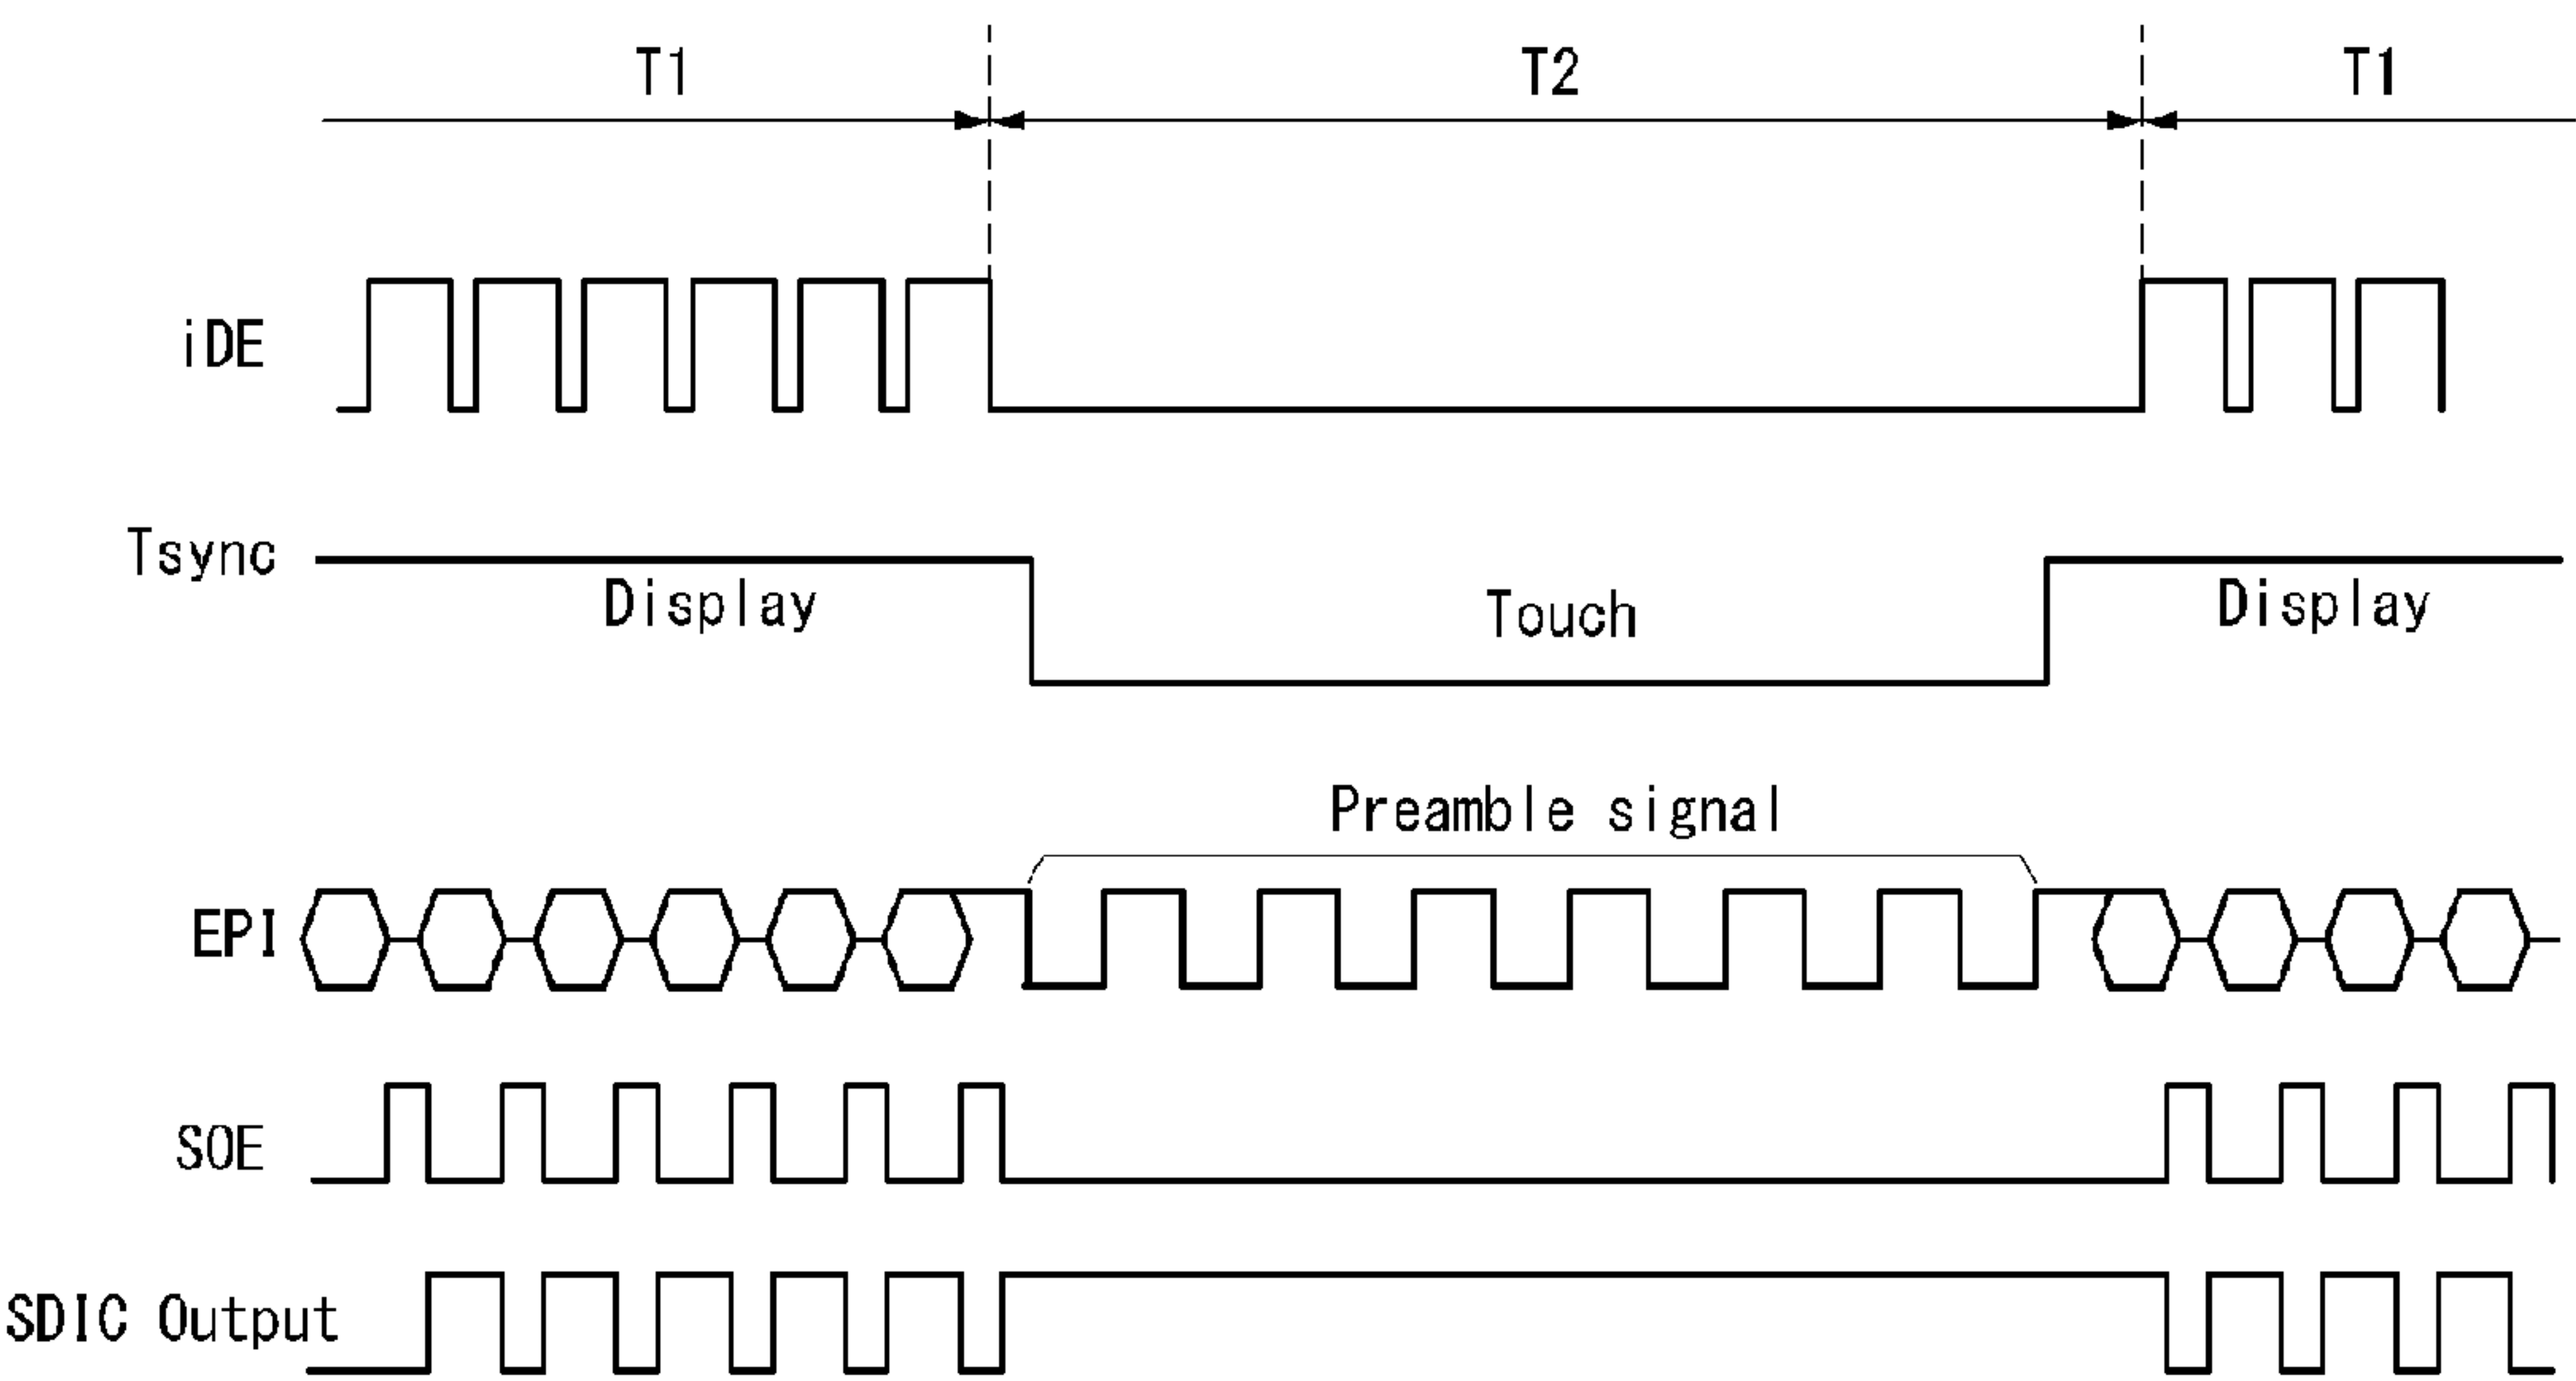 T1 T2 T1
iDE
Tsync
Display Touch Display
Preamble signal
EPI
SOE
SDIC Output